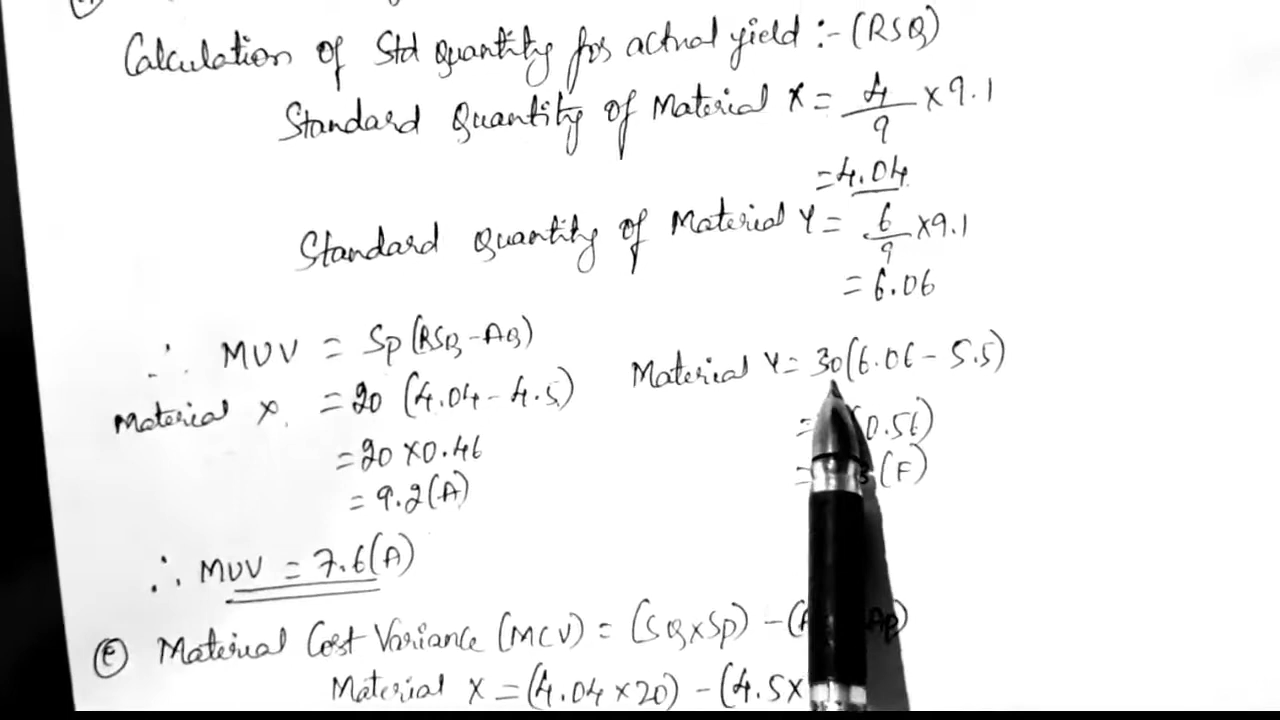 Calculation of Std Quantity for actual yield :- (RSQ)
Standard Quantity of Material X = 4/9 × 9.1
= 4.04
Standard Quantity of Material Y = 6/9 × 9.1
= 6.06
∴ MUV = SP (RSQ - AQ)
Material X = 20 (4.04 - 4.5)
= 20 × 0.46
= 9.2 (A)
Material Y = 30 (6.06 - 5.5)
= (0.56)
= (F)
∴ MUV = 7.6 (A)
(E) Material Cost Variance (MCV) = (SQ×SP) - (A AP)
Material X = (4.04 × 20) - (4.5×